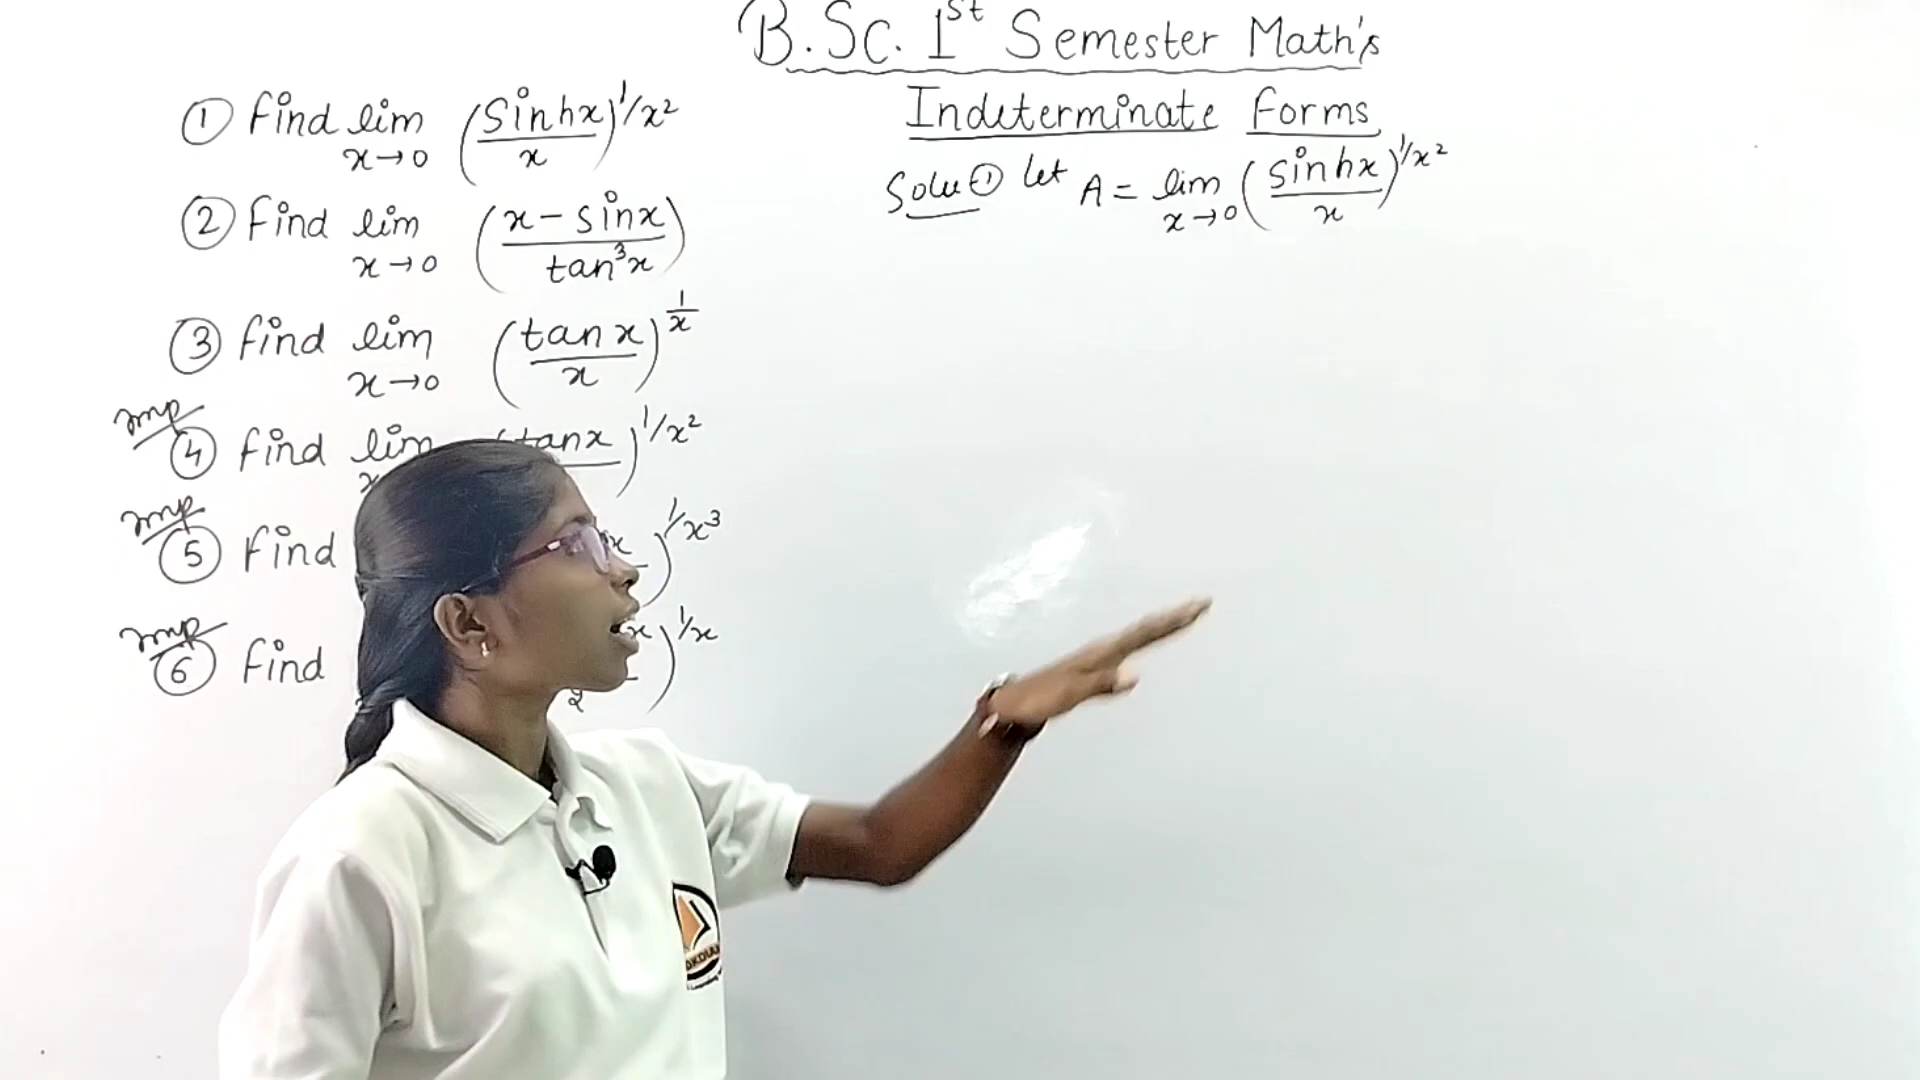 B.Sc. 1st Semester Math's
Indeterminate Forms
① Find lim x→0 (Sinhx/x)^1/x²
② Find lim x→0 (x - sinx/tan³x)
③ Find lim x→0 (tan x/x)^1/x
Imp ④ Find lim (tanx)^1/x²
Imp ⑤ Find x)^1/x³
Imp ⑥ Find x/2)^1/x
Solu ① let A = lim x→0 (sinhx/x)^1/x²